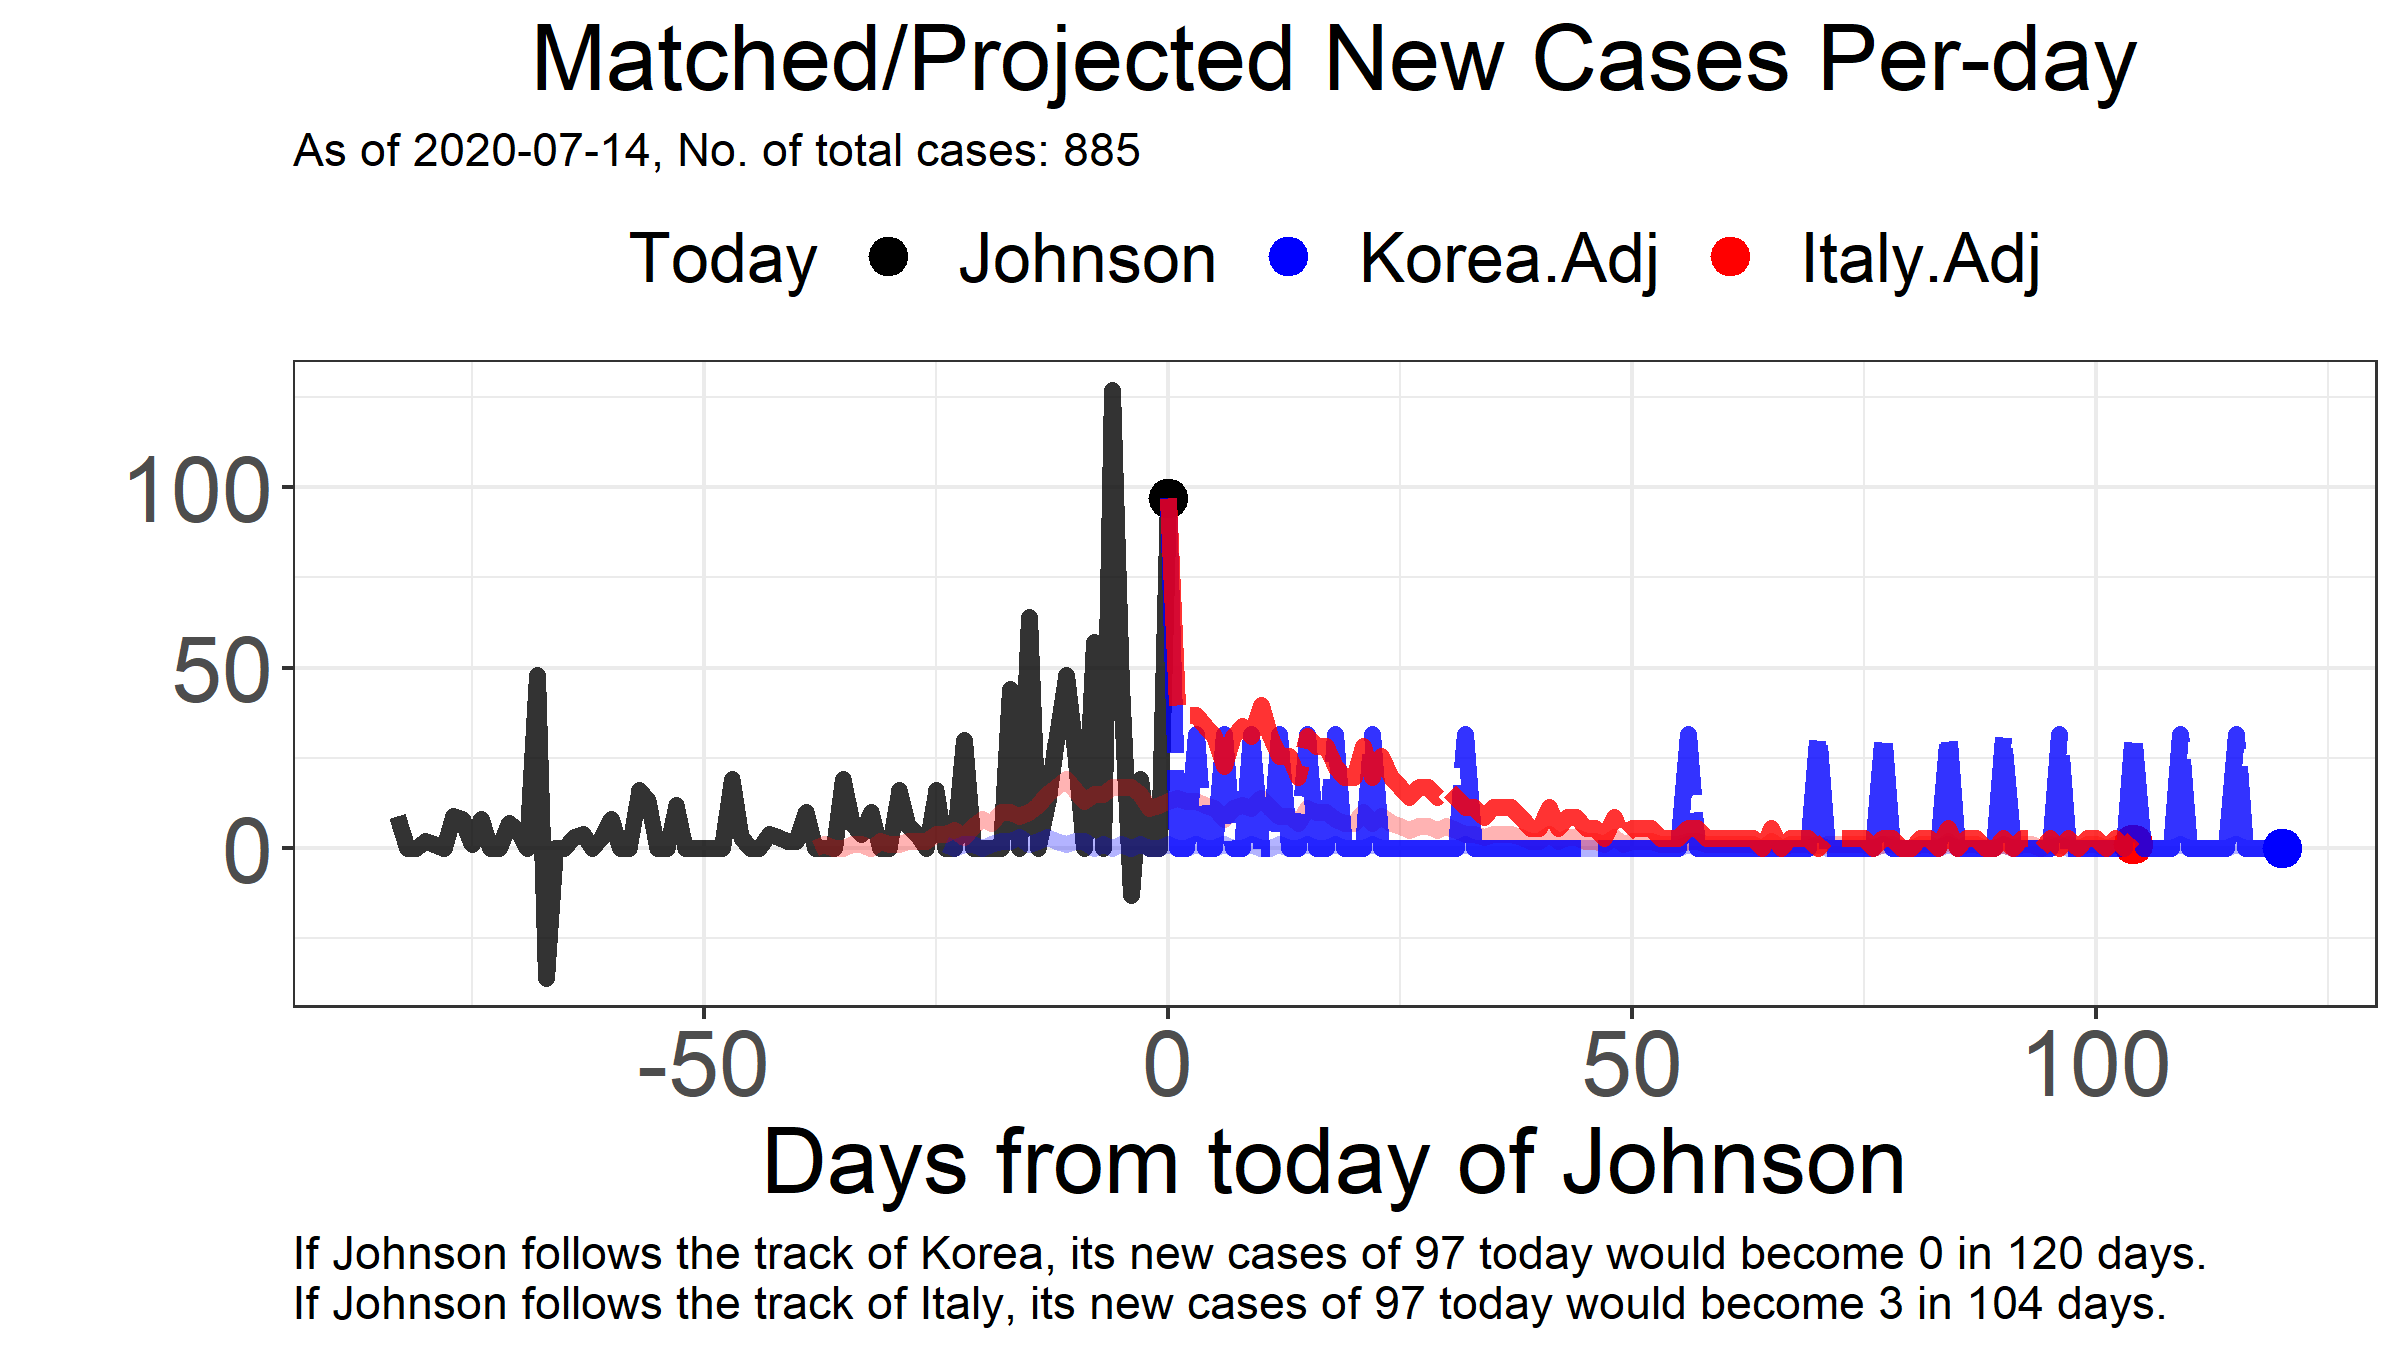 Matched/Projected New Cases Per-day
As of 2020-07-14, No. of total cases: 885
Today Johnson Korea.Adj Italy.Adj
100
50
0
-50 0 50 100
Days from today of Johnson
If Johnson follows the track of Korea, its new cases of 97 today would become 0 in 120 days.
If Johnson follows the track of Italy, its new cases of 97 today would become 3 in 104 days.